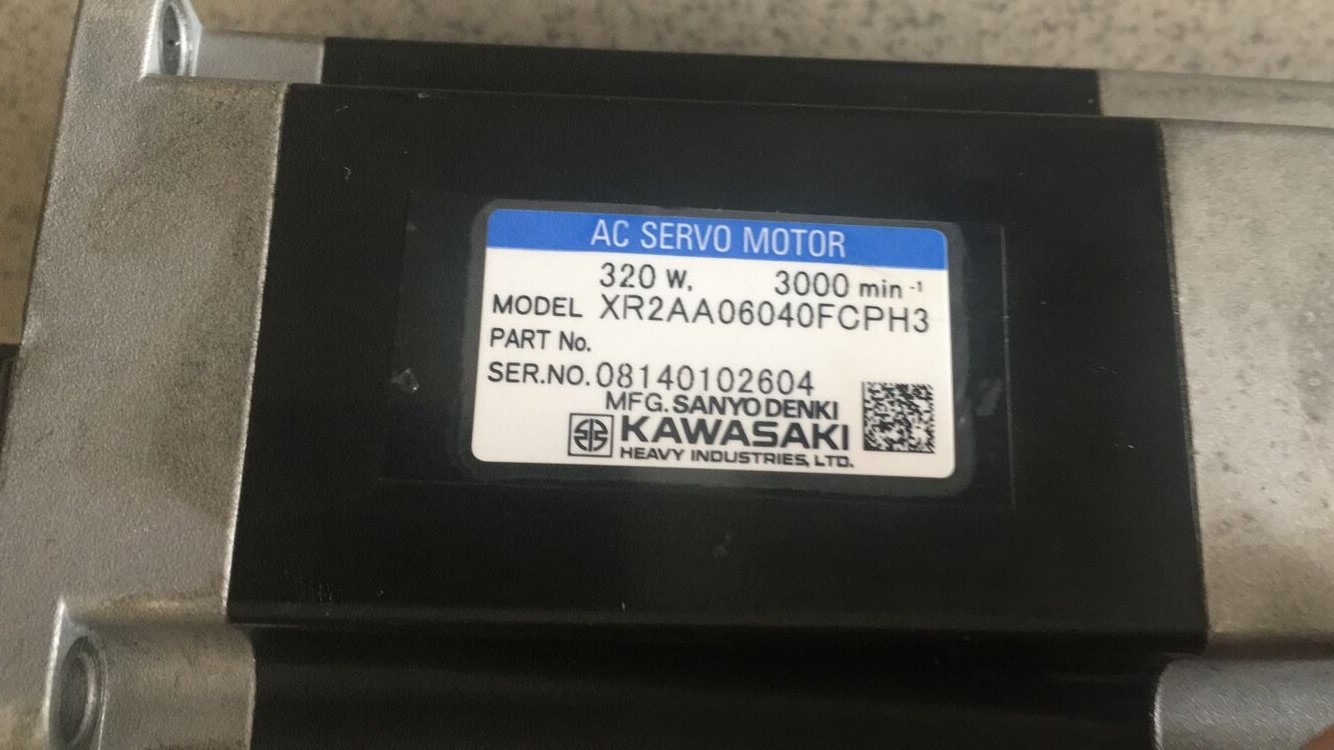 AC SERVO MOTOR
320 W. 3000 min⁻¹
MODEL XR2AA06040FCPH3
PART No.
SER.NO. 08140102604
MFG. SANYO DENKI
KAWASAKI
HEAVY INDUSTRIES, LTD.